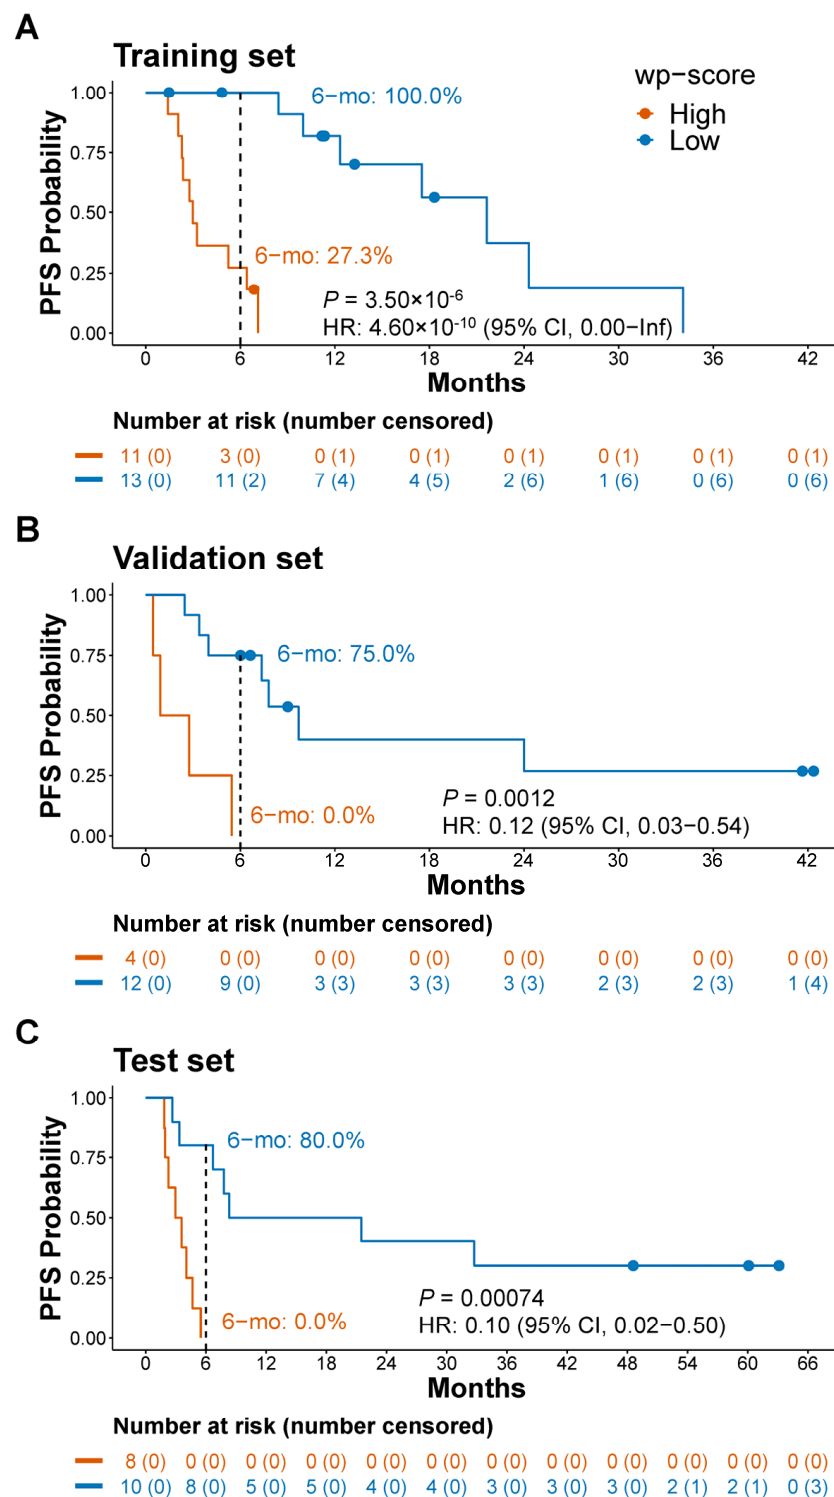 A
Training set
wp−score
High
Low
6−mo: 100.0%
6−mo: 27.3%
P = 3.50×10⁻⁶
HR: 4.60×10⁻¹⁰ (95% CI, 0.00−Inf)
PFS Probability
1.00
0.75
0.50
0.25
0.00
0 6 12 18 24 30 36 42
Months
Number at risk (number censored)
11 (0) 3 (0) 0 (1) 0 (1) 0 (1) 0 (1) 0 (1) 0 (1)
13 (0) 11 (2) 7 (4) 4 (5) 2 (6) 1 (6) 0 (6) 0 (6)
B
Validation set
6−mo: 75.0%
6−mo: 0.0%
P = 0.0012
HR: 0.12 (95% CI, 0.03−0.54)
PFS Probability
1.00
0.75
0.50
0.25
0.00
0 6 12 18 24 30 36 42
Months
Number at risk (number censored)
4 (0) 0 (0) 0 (0) 0 (0) 0 (0) 0 (0) 0 (0) 0 (0)
12 (0) 9 (0) 3 (3) 3 (3) 3 (3) 2 (3) 2 (3) 1 (4)
C
Test set
6−mo: 80.0%
6−mo: 0.0%
P = 0.00074
HR: 0.10 (95% CI, 0.02−0.50)
PFS Probability
1.00
0.75
0.50
0.25
0.00
0 6 12 18 24 30 36 42 48 54 60 66
Months
Number at risk (number censored)
8 (0) 0 (0) 0 (0) 0 (0) 0 (0) 0 (0) 0 (0) 0 (0) 0 (0) 0 (0) 0 (0) 0 (0)
10 (0) 8 (0) 5 (0) 5 (0) 4 (0) 4 (0) 3 (0) 3 (0) 3 (0) 2 (1) 2 (1) 0 (3)